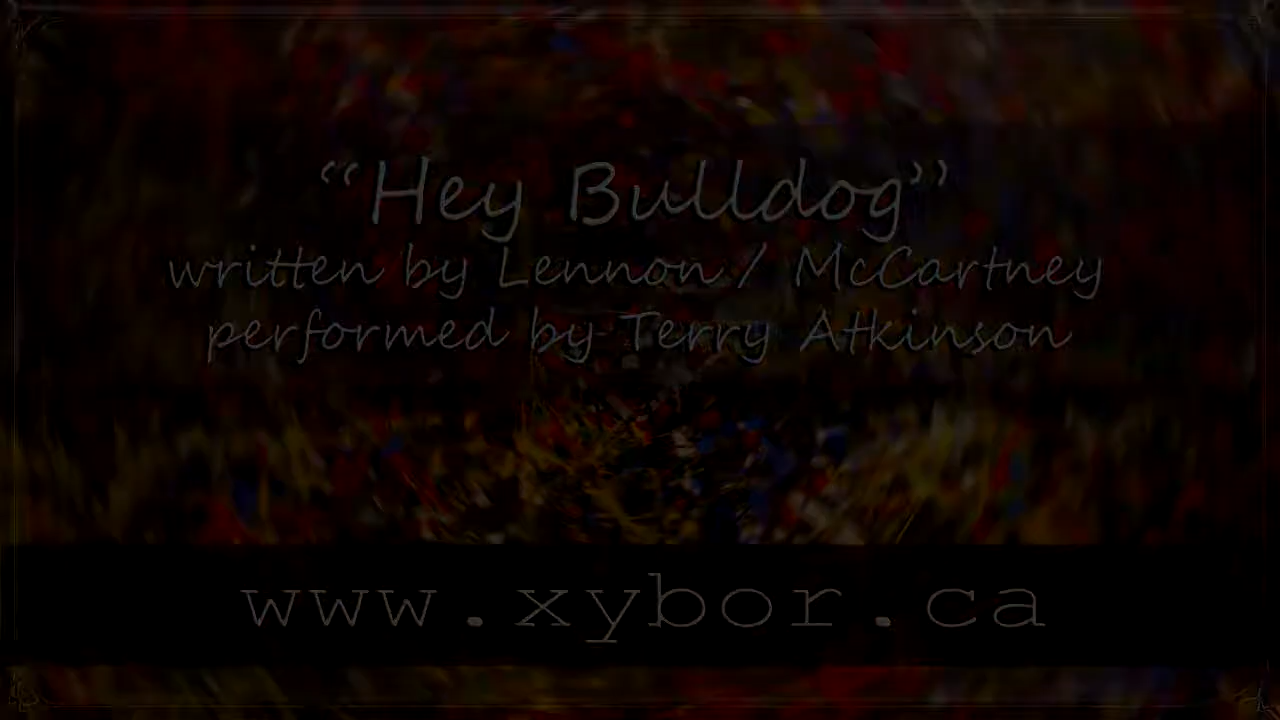 “Hey Bulldog”
written by Lennon / McCartney
performed by Terry Atkinson
www.xybor.ca